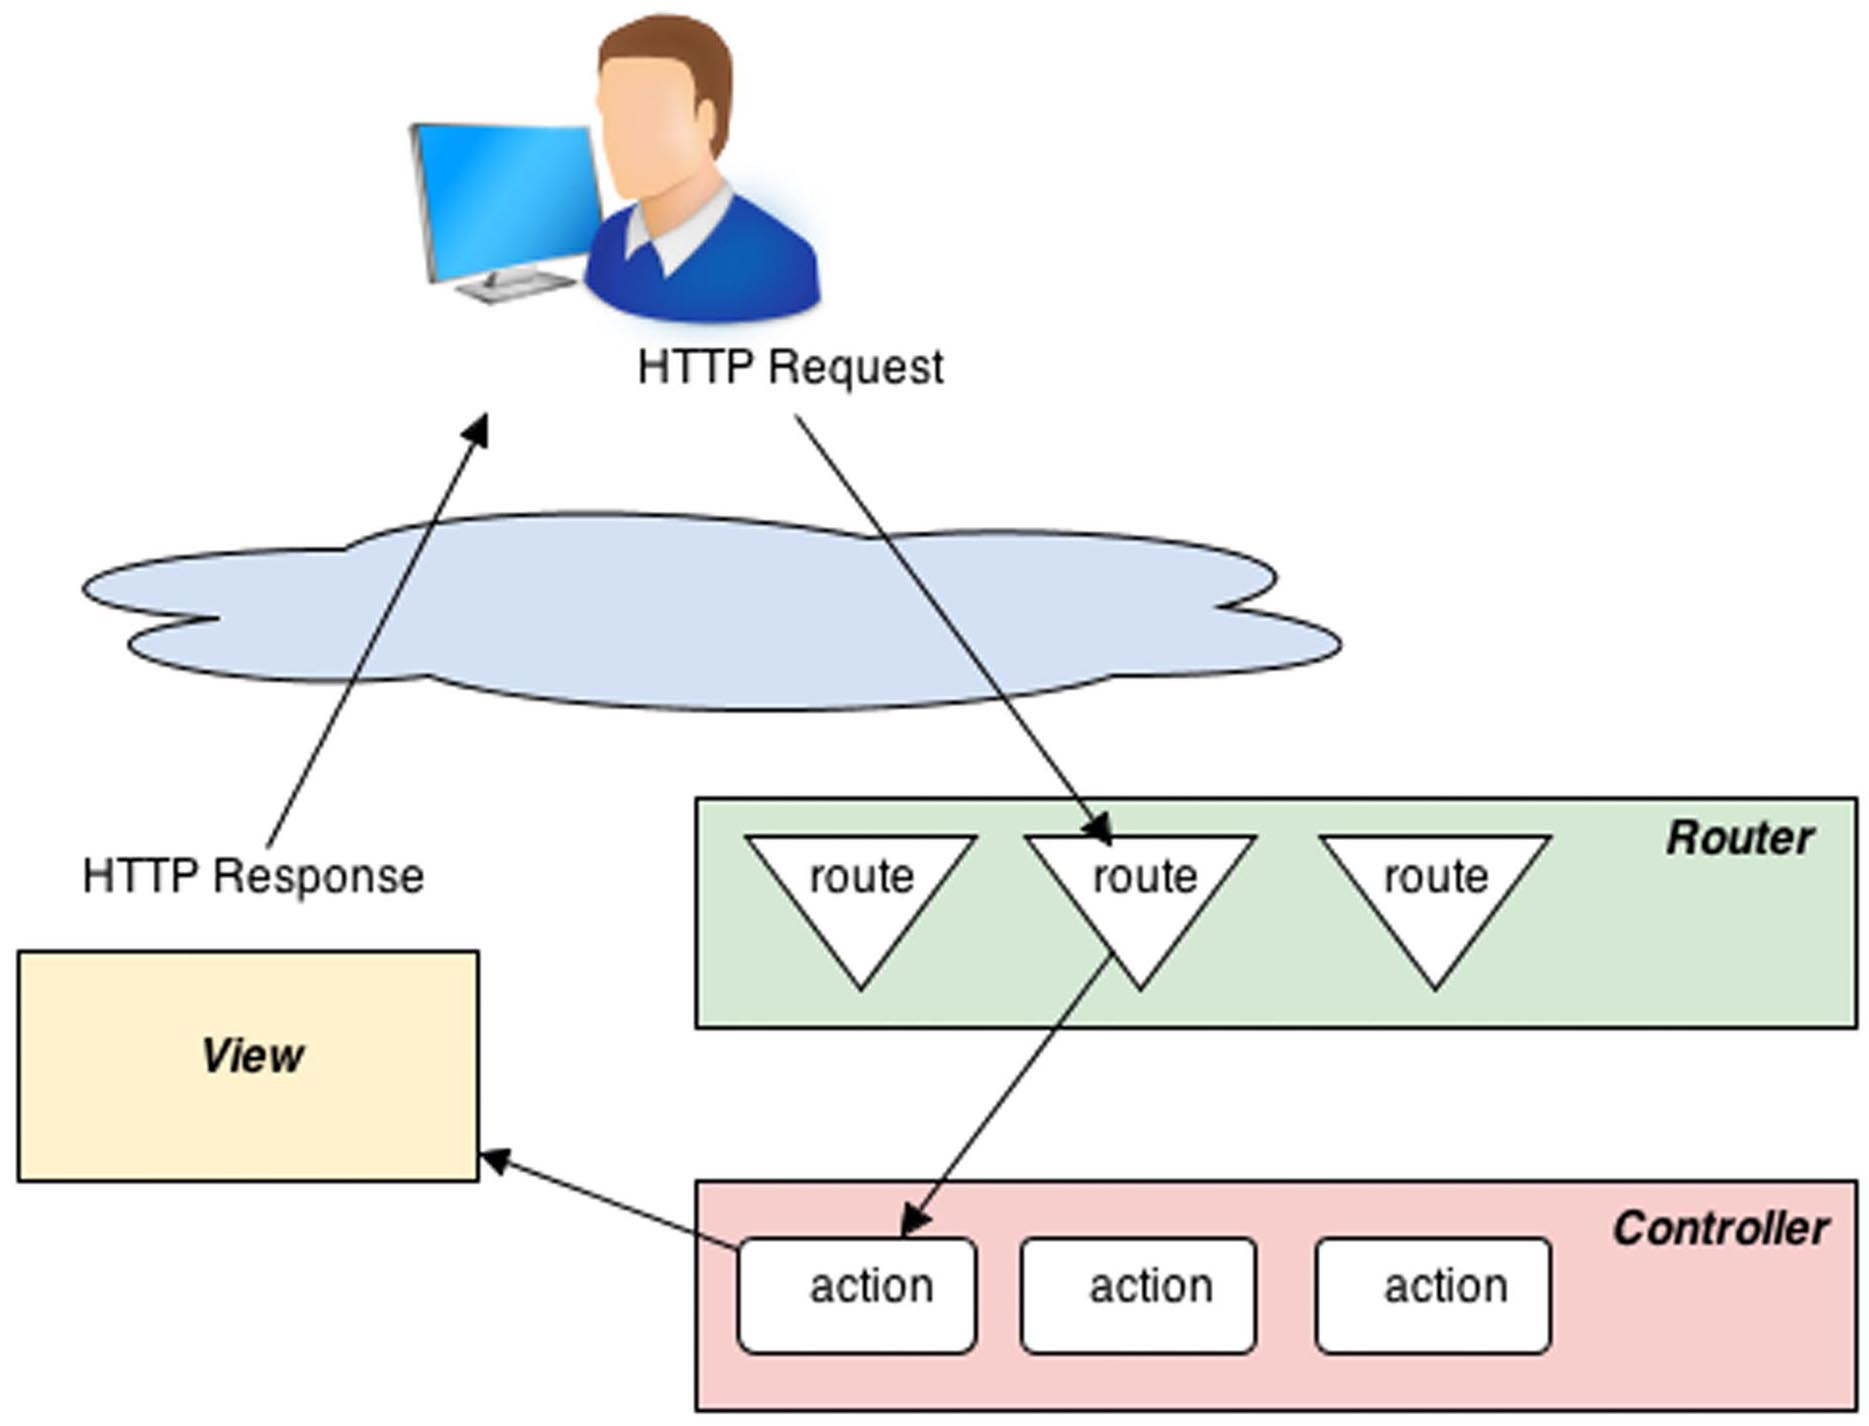 HTTP Request
Router
route
route
route
HTTP Response
View
Controller
action
action
action